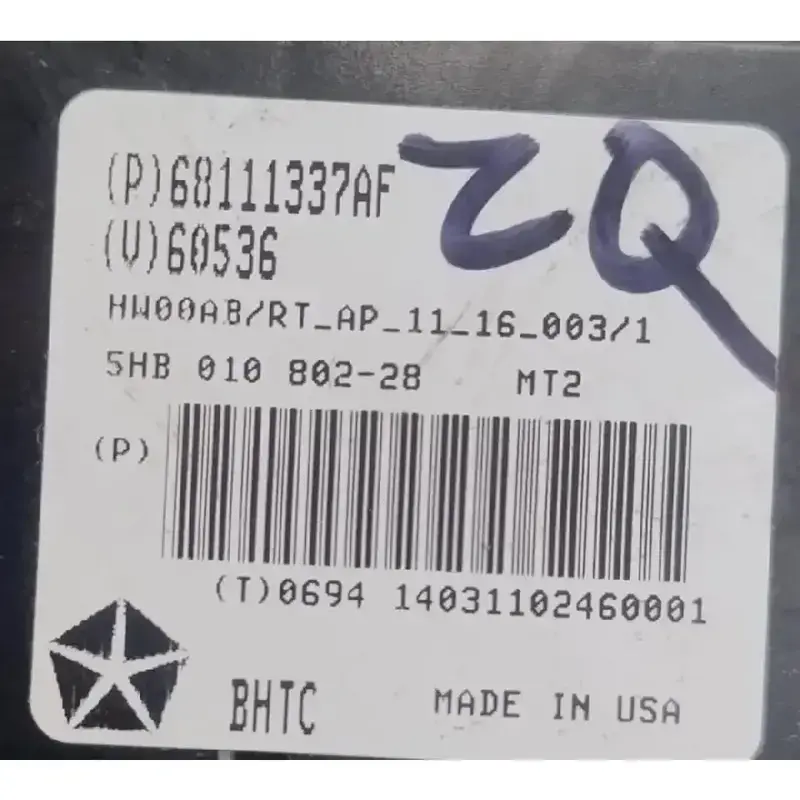 (P)68111337AF
ZQ
(V)60536
HW00AB/RT_AP_11_16_003/1
5HB 010 802-28 MT2
(P)
(T)0694 14031102460001
BHTC MADE IN USA